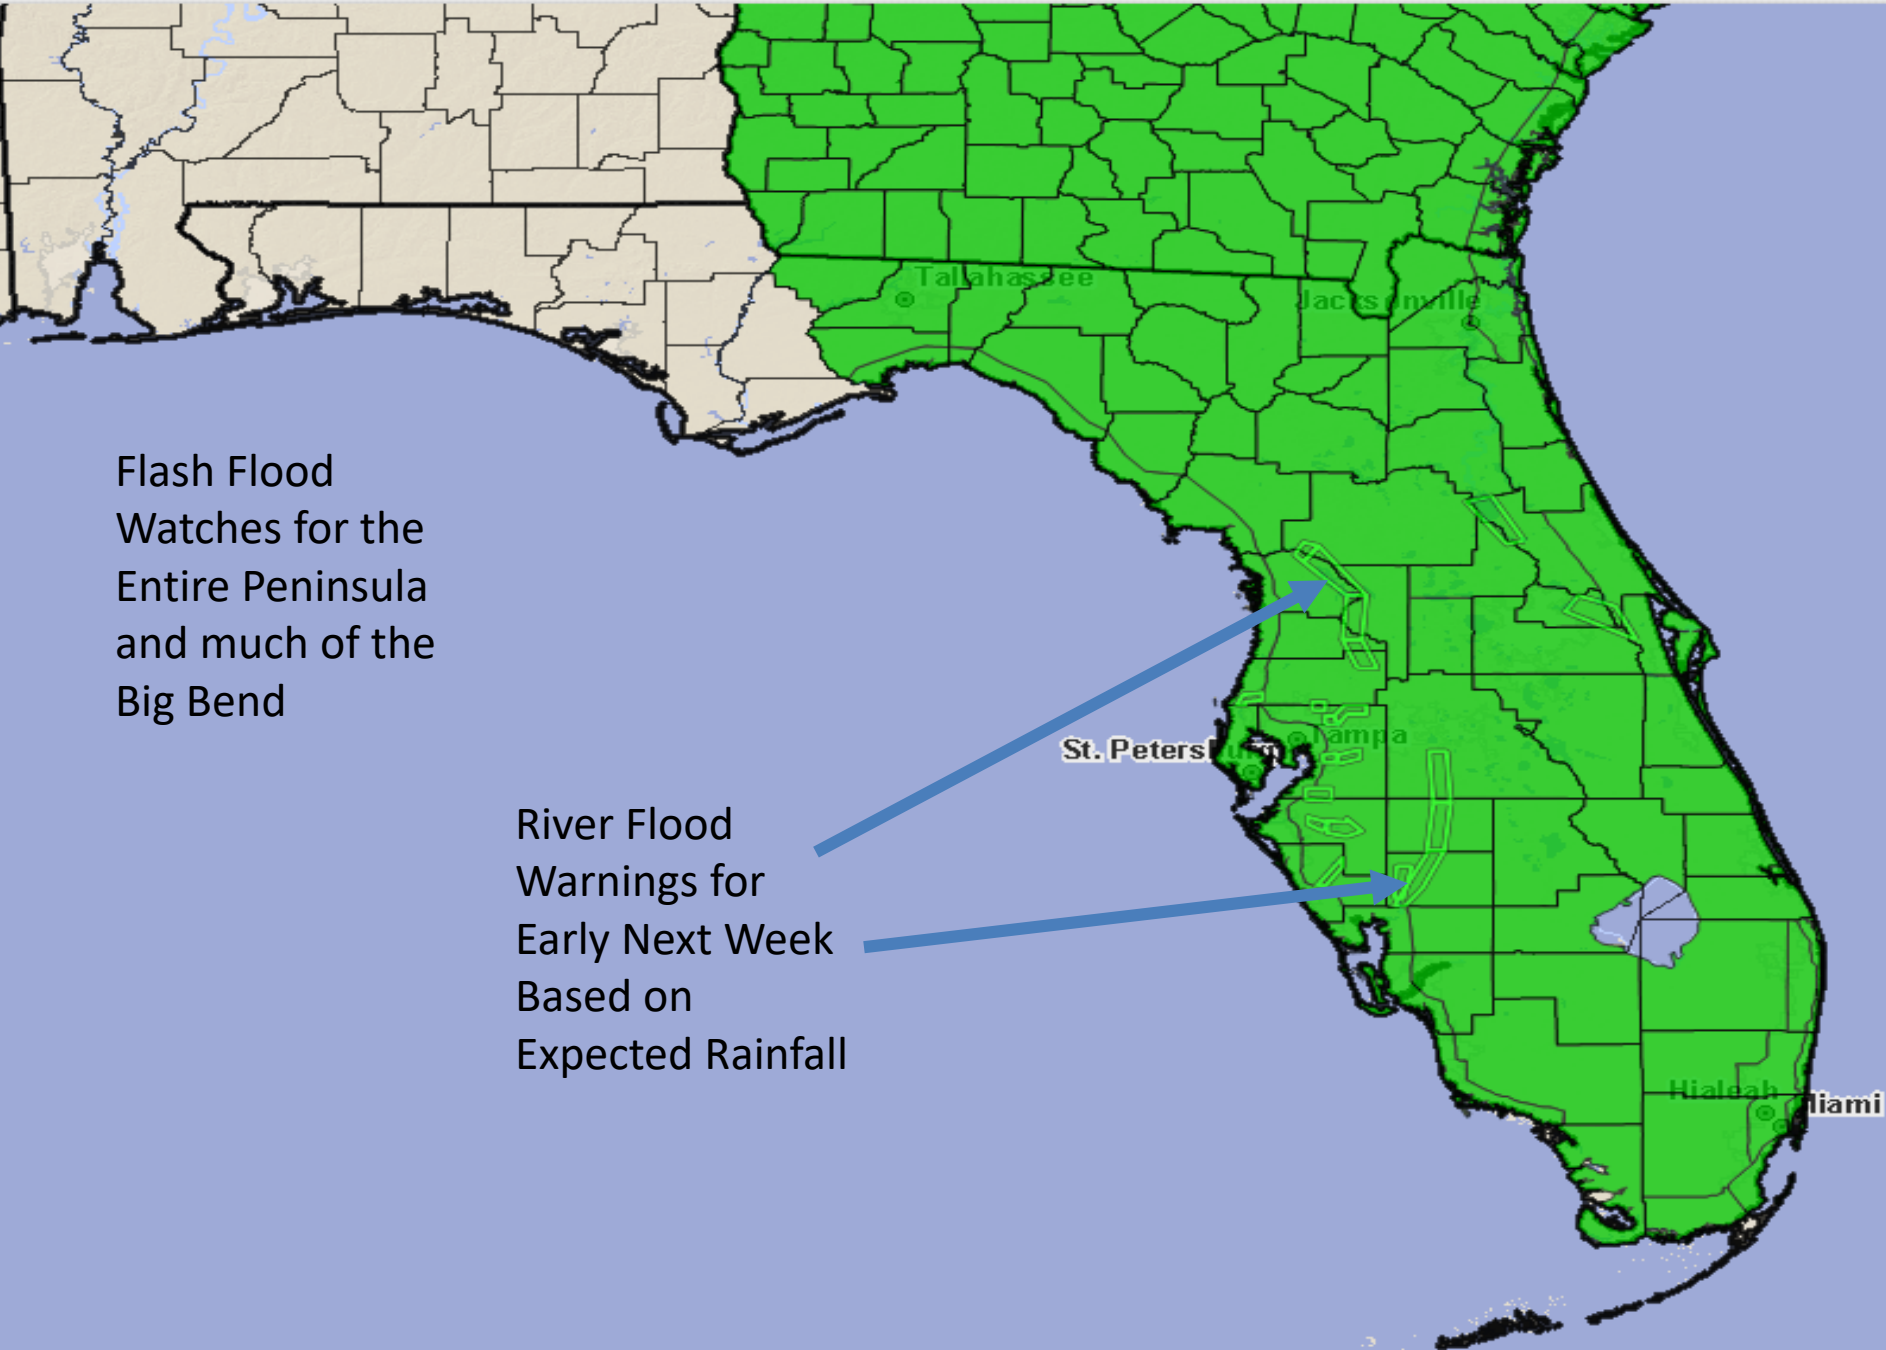 Tallahassee
Jacksonville
Flash Flood
Watches for the
Entire Peninsula
and much of the
Big Bend
St. Petersburg
Tampa
River Flood
Warnings for
Early Next Week
Based on
Expected Rainfall
Hialeah
Miami